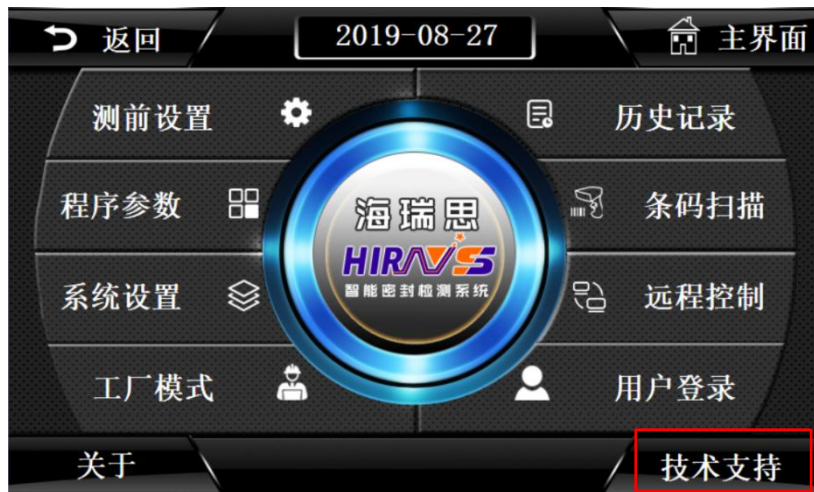 返回
2019-08-27
主界面
测前设置
历史记录
程序参数
条码扫描
海瑞思
HIRAYS
智能密封检测系统
系统设置
远程控制
工厂模式
用户登录
关于
技术支持